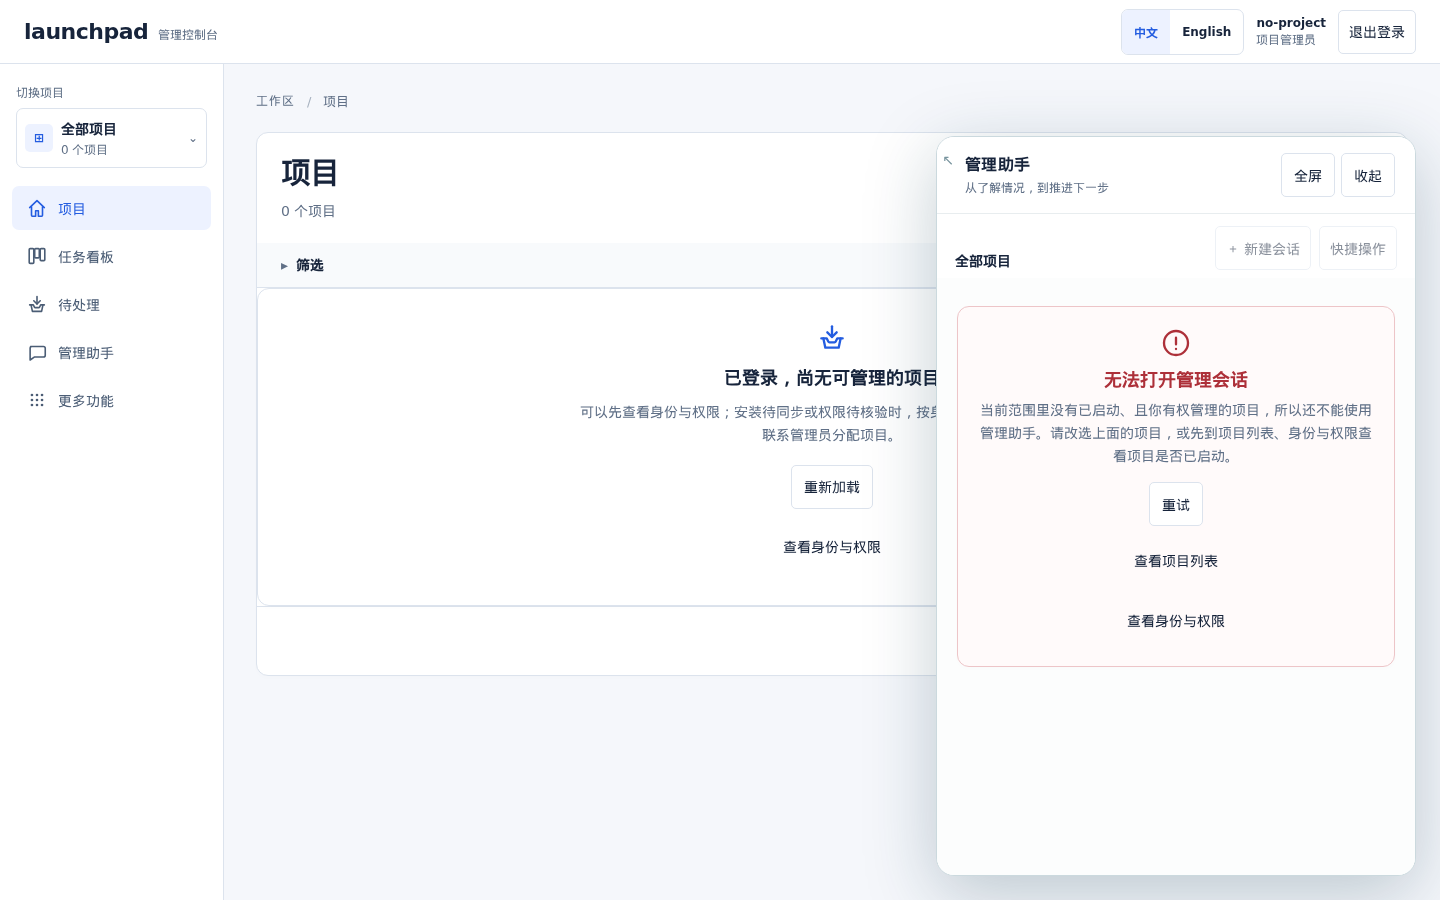 launchpad 管理控制台
中文 English
no-project
项目管理员
退出登录
切换项目
全部项目
0 个项目
项目
任务看板
待处理
管理助手
更多功能
工作区 / 项目
项目
0 个项目
筛选
已登录，尚无可管理的项目
可以先查看身份与权限；安装待同步或权限待核验时，按
联系管理员分配项目。
重新加载
查看身份与权限
管理助手
从了解情况，到推进下一步
全屏
收起
全部项目
+ 新建会话
快捷操作
无法打开管理会话
当前范围里没有已启动、且你有权管理的项目，所以还不能使用
管理助手。请改选上面的项目，或先到项目列表、身份与权限查
看项目是否已启动。
重试
查看项目列表
查看身份与权限